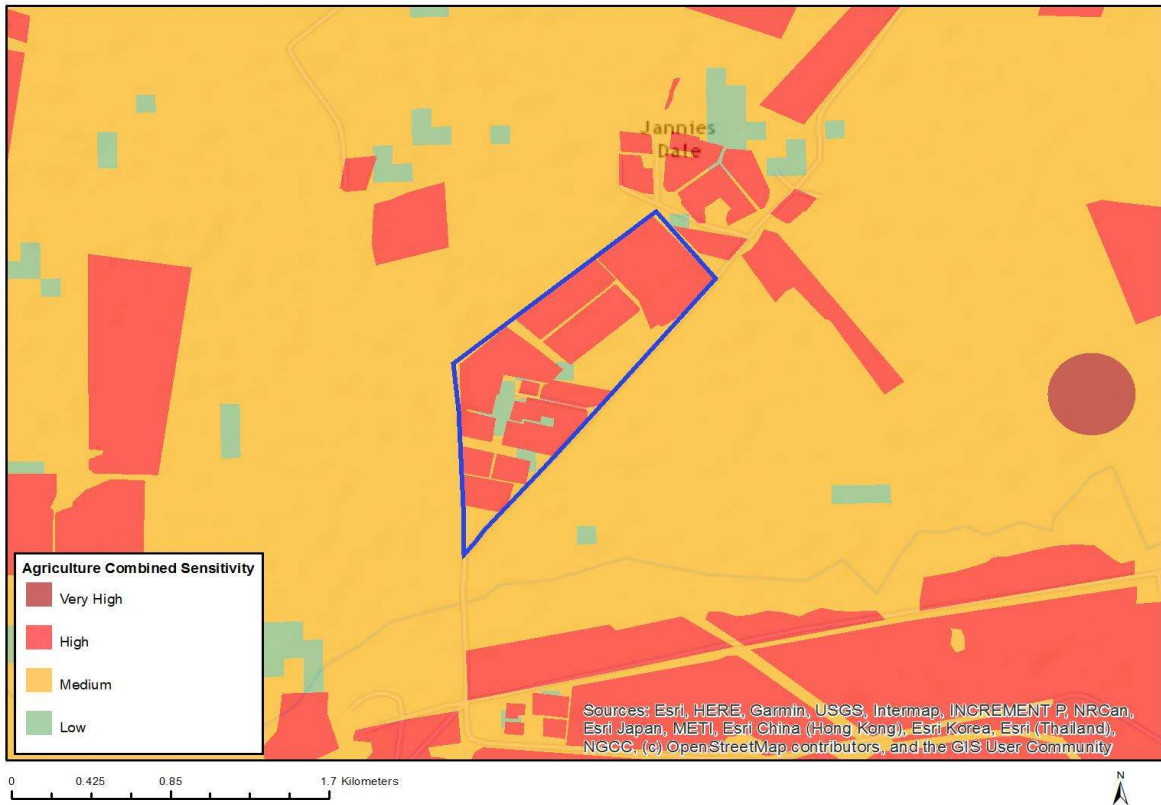 Jannies
Dale
Agriculture Combined Sensitivity
Very High
High
Medium
Low
Sources: Esri, HERE, Garmin, USGS, Intermap, INCREMENT P, NRCan,
Esri Japan, METI, Esri China (Hong Kong), Esri Korea, Esri (Thailand),
NGCC, (c) OpenStreetMap contributors, and the GIS User Community
0 0.425 0.85 1.7 Kilometers
N